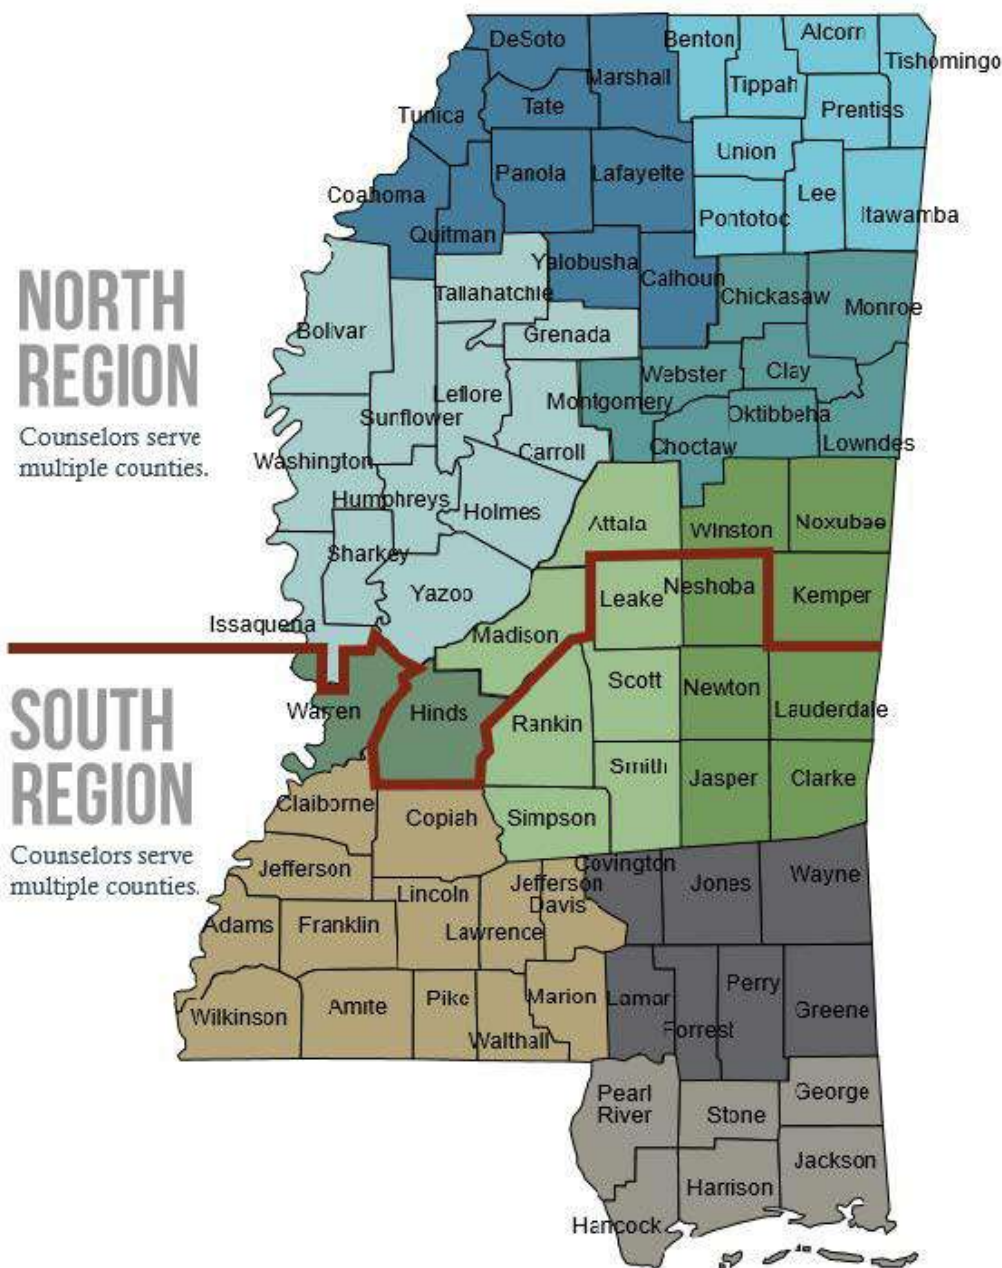 DeSoto
Marshall
Benton
Alcorn
Tishomingo
Tippah
Tunica
Tate
Prentiss
Panola
Lafayette
Union
Lee
Coahoma
Quitman
Pontotoc
Itawamba
Yalobusha
Calhoun
Tallahatchie
Chickasaw
Monroe
NORTH
REGION
Counselors serve
multiple counties.
Bolivar
Grenada
Leflore
Sunflower
Montgomery
Webster
Clay
Oktibbeha
Washington
Carroll
Choctaw
Lowndes
Humphreys
Holmes
Attala
Winston
Noxubee
Sharkey
Yazoo
Leake
Neshoba
Kemper
Issaquena
Madison
SOUTH
REGION
Counselors serve
multiple counties.
Warren
Hinds
Rankin
Scott
Newton
Lauderdale
Smith
Jasper
Clarke
Claiborne
Copiah
Simpson
Jefferson
Lincoln
Jefferson
Davis
Covington
Jones
Wayne
Adams
Franklin
Lawrence
Wilkinson
Amite
Pike
Walthall
Marion
Lamar
Forrest
Perry
Greene
Pearl
River
Stone
George
Hancock
Harrison
Jackson